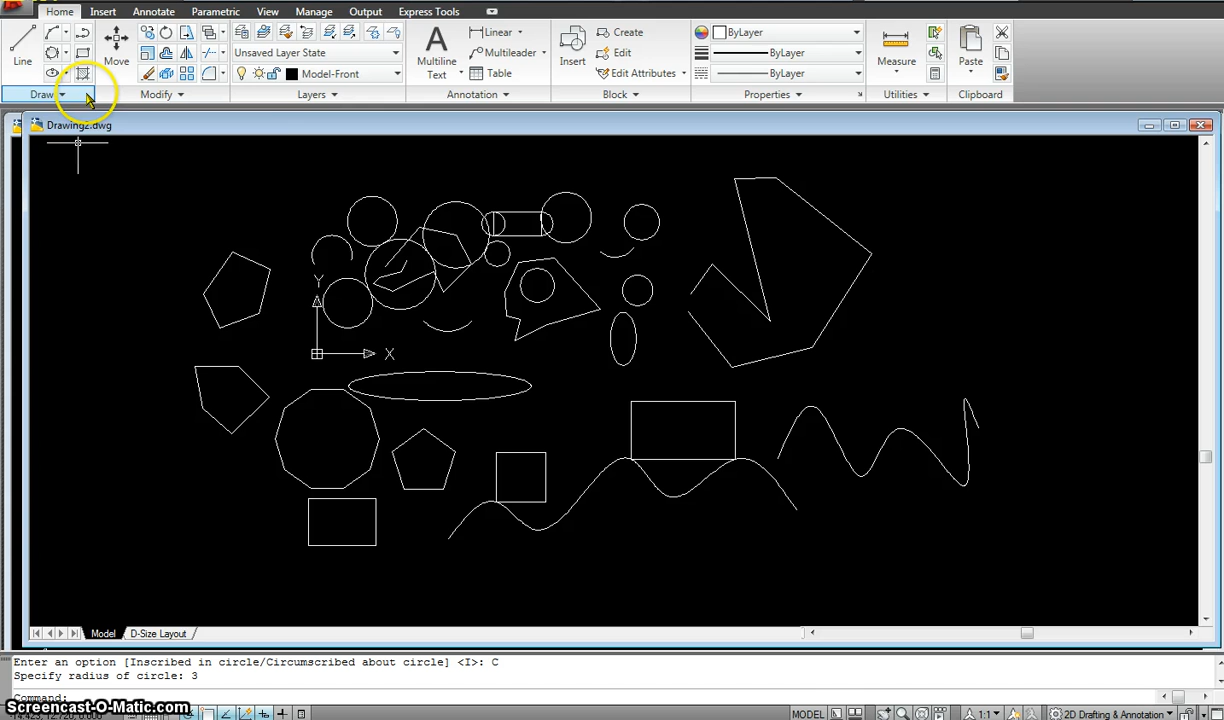 Home Insert Annotate Parametric View Manage Output Express Tools
Line Move Unsaved Layer State Model-Front
Multiline Text Linear Multileader Table
Insert Create Edit Edit Attributes
ByLayer
ByLayer
ByLayer
Measure Paste
Draw Modify Layers Annotation Block Properties Utilities Clipboard
Drawing2.dwg
Y
X
Model D-Size Layout
Enter an option [Inscribed in circle/Circumscribed about circle] <I>: C
Specify radius of circle: 3
Command:
Screencast-O-Matic.com
MODEL 1:1 2D Drafting & Annotation